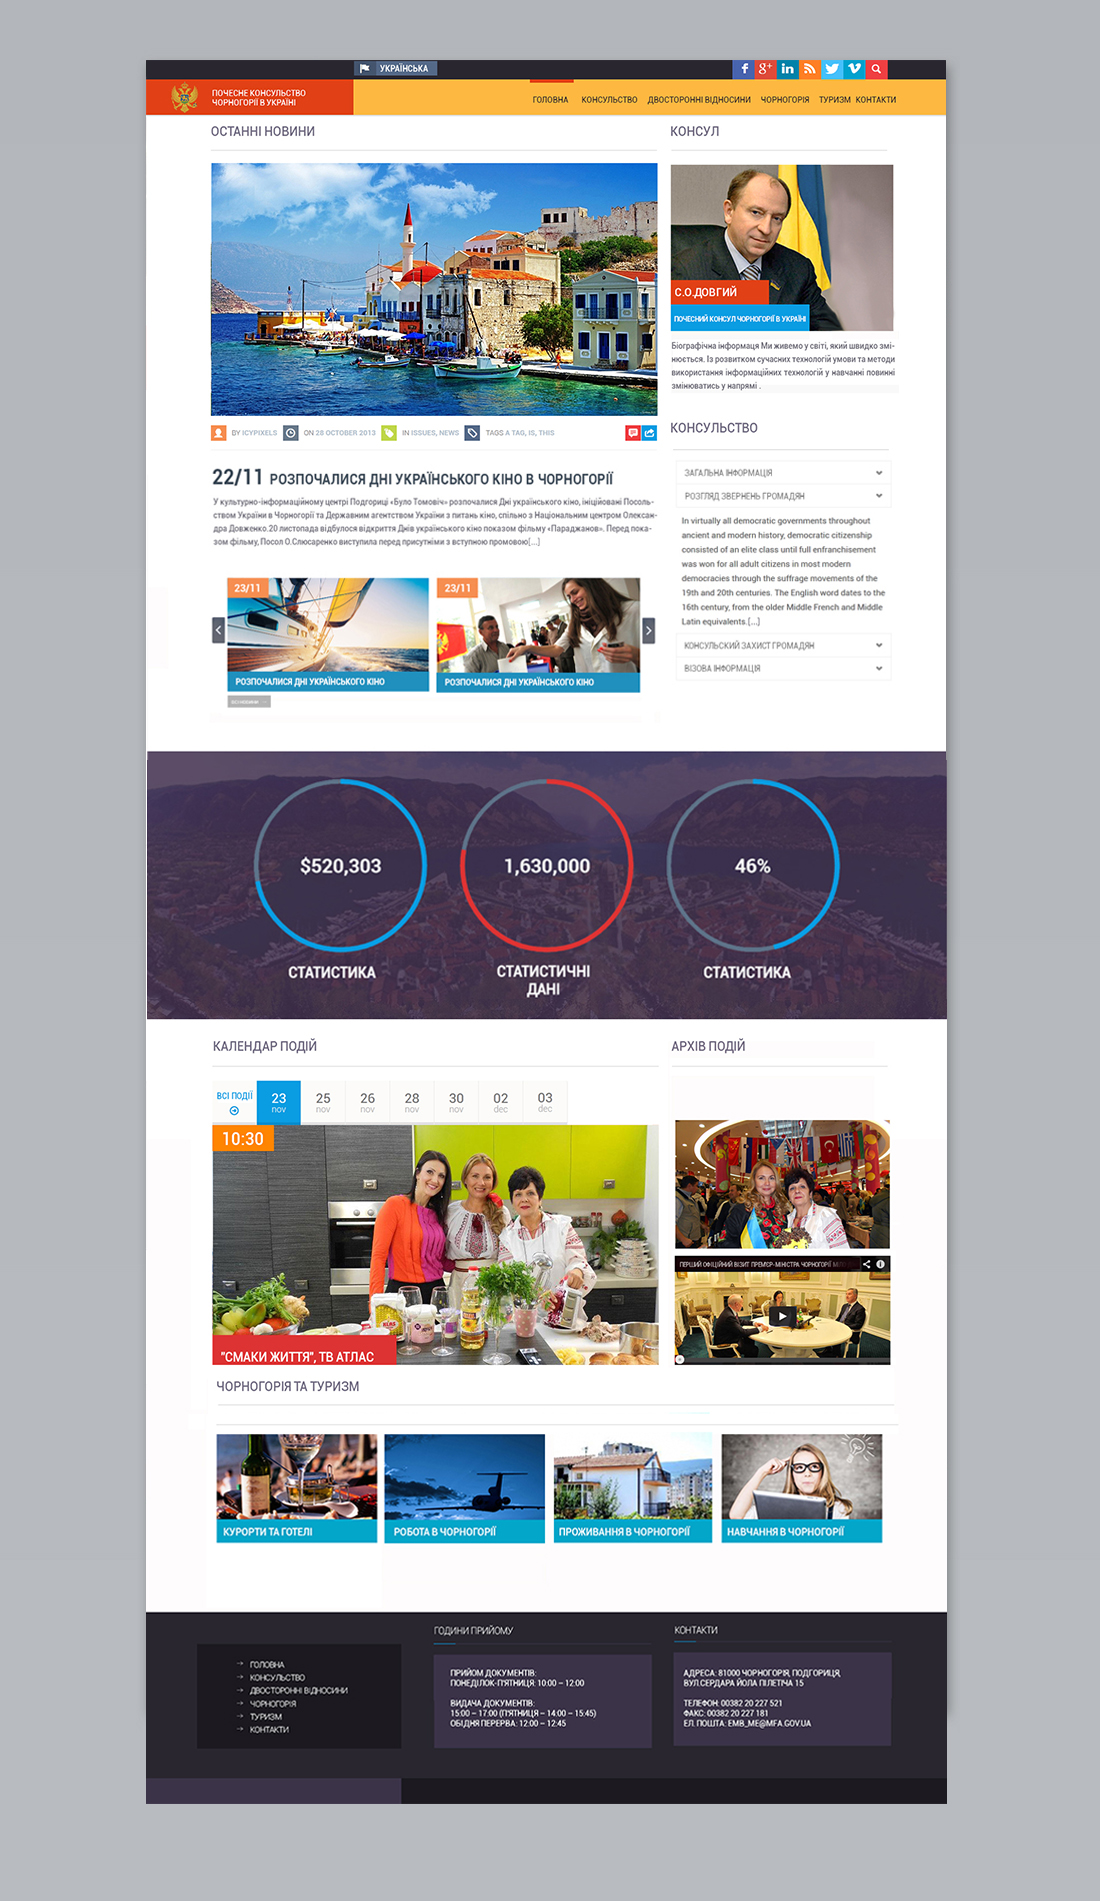 УКРАЇНСЬКА
ПОЧЕСНЕ КОНСУЛЬСТВО
ЧОРНОГОРІЇ В УКРАЇНІ
ГОЛОВНА КОНСУЛЬСТВО ДВОСТОРОННІ ВІДНОСИНИ ЧОРНОГОРІЯ ТУРИЗМ КОНТАКТИ
ОСТАННІ НОВИНИ
BY ICYPIXELS ON 28 OCTOBER 2013 IN ISSUES, NEWS TAGS A TAG, IS, THIS
22/11 РОЗПОЧАЛИСЯ ДНІ УКРАЇНСЬКОГО КІНО В ЧОРНОГОРІЇ
У культурно-інформаційному центрі Подгориці «Було Томовіч» розпочалися Дні українського кіно, ініційовані Посоль-
ством України в Чорногорії та Державним агентством України з питань кіно, спільно з Національним центром Олексан-
дра Довженко.20 листопада відбулося відкриття Днів українського кіно показом фільму «Параджанов». Перед пока-
зом фільму, Посол О.Слюсаренко виступила перед присутніми з вступною промовою[...]
23/11
РОЗПОЧАЛИСЯ ДНІ УКРАЇНСЬКОГО КІНО
23/11
РОЗПОЧАЛИСЯ ДНІ УКРАЇНСЬКОГО КІНО
КОНСУЛ
С.О.ДОВГИЙ
ПОЧЕСНИЙ КОНСУЛ ЧОРНОГОРІЇ В УКРАЇНІ
Біографічна інформаця Ми живемо у світі, який швидко змі-
нюється. Із розвитком сучасних технологій умови та методи
використання інформаційних технологій у навчанні повинні
змінюватись у напрямі .
КОНСУЛЬСТВО
ЗАГАЛЬНА ІНФОРМАЦІЯ
РОЗГЛЯД ЗВЕРНЕНЬ ГРОМАДЯН
In virtually all democratic governments throughout
ancient and modern history, democratic citizenship
consisted of an elite class until full enfranchisement
was won for all adult citizens in most modern
democracies through the suffrage movements of the
19th and 20th centuries. The English word dates to the
16th century, from the older Middle French and Middle
Latin equivalents.[...]
КОНСУЛЬСКИЙ ЗАХИСТ ГРОМАДЯН
ВІЗОВА ІНФОРМАЦІЯ
$520,303
СТАТИСТИКА
1,630,000
СТАТИСТИЧНІ
ДАНІ
46%
СТАТИСТИКА
КАЛЕНДАР ПОДІЙ
ВСІ ПОДІЇ
23 nov
25 nov
26 nov
28 nov
30 nov
02 dec
03 dec
10:30
"СМАКИ ЖИТТЯ", ТВ АТЛАС
АРХІВ ПОДІЙ
ПЕРШИЙ ОФІЦІЙНИЙ ВІЗИТ ПРЕМ'ЄР-МІНІСТРА ЧОРНОГОРІЇ
ЧОРНОГОРІЯ ТА ТУРИЗМ
КУРОРТИ ТА ГОТЕЛІ
РОБОТА В ЧОРНОГОРІЇ
ПРОЖИВАННЯ В ЧОРНОГОРІЇ
НАВЧАННЯ В ЧОРНОГОРІЇ
ГОЛОВНА
КОНСУЛЬСТВО
ДВОСТОРОННІ ВІДНОСИНИ
ЧОРНОГОРІЯ
ТУРИЗМ
КОНТАКТИ
ГОДИНИ ПРИЙОМУ
ПРИЙОМ ДОКУМЕНТІВ:
ПОНЕДІЛОК-П'ЯТНИЦЯ: 10:00 – 12:00
ВИДАЧА ДОКУМЕНТІВ:
15:00 – 17:00 (П'ЯТНИЦЯ – 14:00 – 15:45)
ОБІДНЯ ПЕРЕРВА: 12:00 – 12:45
КОНТАКТИ
АДРЕСА: 81000 ЧОРНОГОРІЯ, ПОДГОРИЦЯ,
ВУЛ.СЕРДАРА ЙОЛА ПІЛЕТЧА 15
ТЕЛЕФОН: 00382 20 227 521
ФАКС: 00382 20 227 181
ЕЛ. ПОШТА: EMB_ME@MFA.GOV.UA